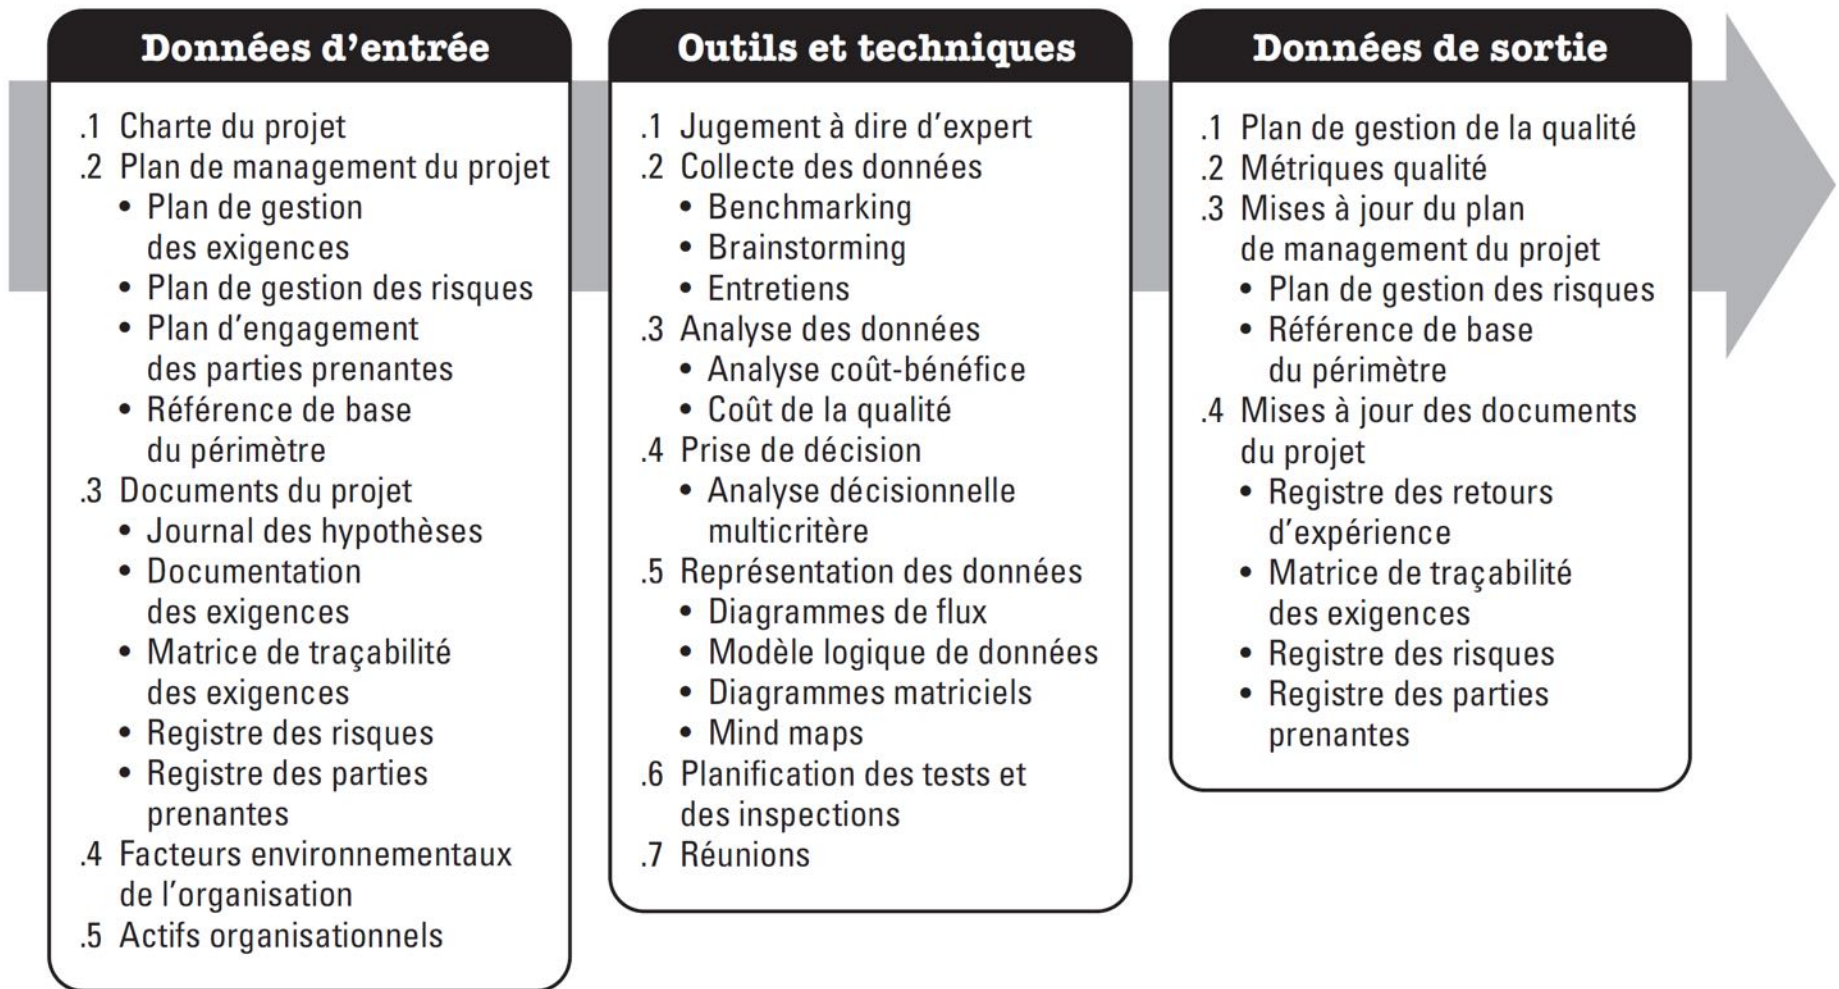 Données d'entrée
.1 Charte du projet
.2 Plan de management du projet
• Plan de gestion
des exigences
• Plan de gestion des risques
• Plan d'engagement
des parties prenantes
• Référence de base
du périmètre
.3 Documents du projet
• Journal des hypothèses
• Documentation
des exigences
• Matrice de traçabilité
des exigences
• Registre des risques
• Registre des parties
prenantes
.4 Facteurs environnementaux
de l'organisation
.5 Actifs organisationnels
Outils et techniques
.1 Jugement à dire d'expert
.2 Collecte des données
• Benchmarking
• Brainstorming
• Entretiens
.3 Analyse des données
• Analyse coût-bénéfice
• Coût de la qualité
.4 Prise de décision
• Analyse décisionnelle
multicritère
.5 Représentation des données
• Diagrammes de flux
• Modèle logique de données
• Diagrammes matriciels
• Mind maps
.6 Planification des tests et
des inspections
.7 Réunions
Données de sortie
.1 Plan de gestion de la qualité
.2 Métriques qualité
.3 Mises à jour du plan
de management du projet
• Plan de gestion des risques
• Référence de base
du périmètre
.4 Mises à jour des documents
du projet
• Registre des retours
d'expérience
• Matrice de traçabilité
des exigences
• Registre des risques
• Registre des parties
prenantes